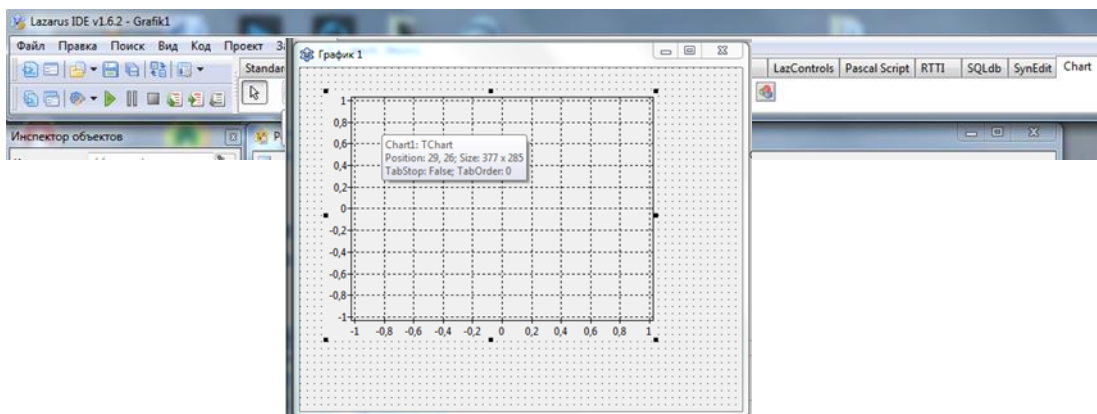 Lazarus IDE v1.6.2 - Grafik1
Файл Правка Поиск Вид Код Проект
График 1
Standar
LazControls Pascal Script RTTI SQLdb SynEdit Chart
Инспектор объектов
1
0,8
0,6
0,4
0,2
0
-0,2
-0,4
-0,6
-0,8
-1
Chart1: TChart
Position: 29, 26; Size: 377 x 285
TabStop: False; TabOrder: 0
-1 -0,8 -0,6 -0,4 -0,2 0 0,2 0,4 0,6 0,8 1